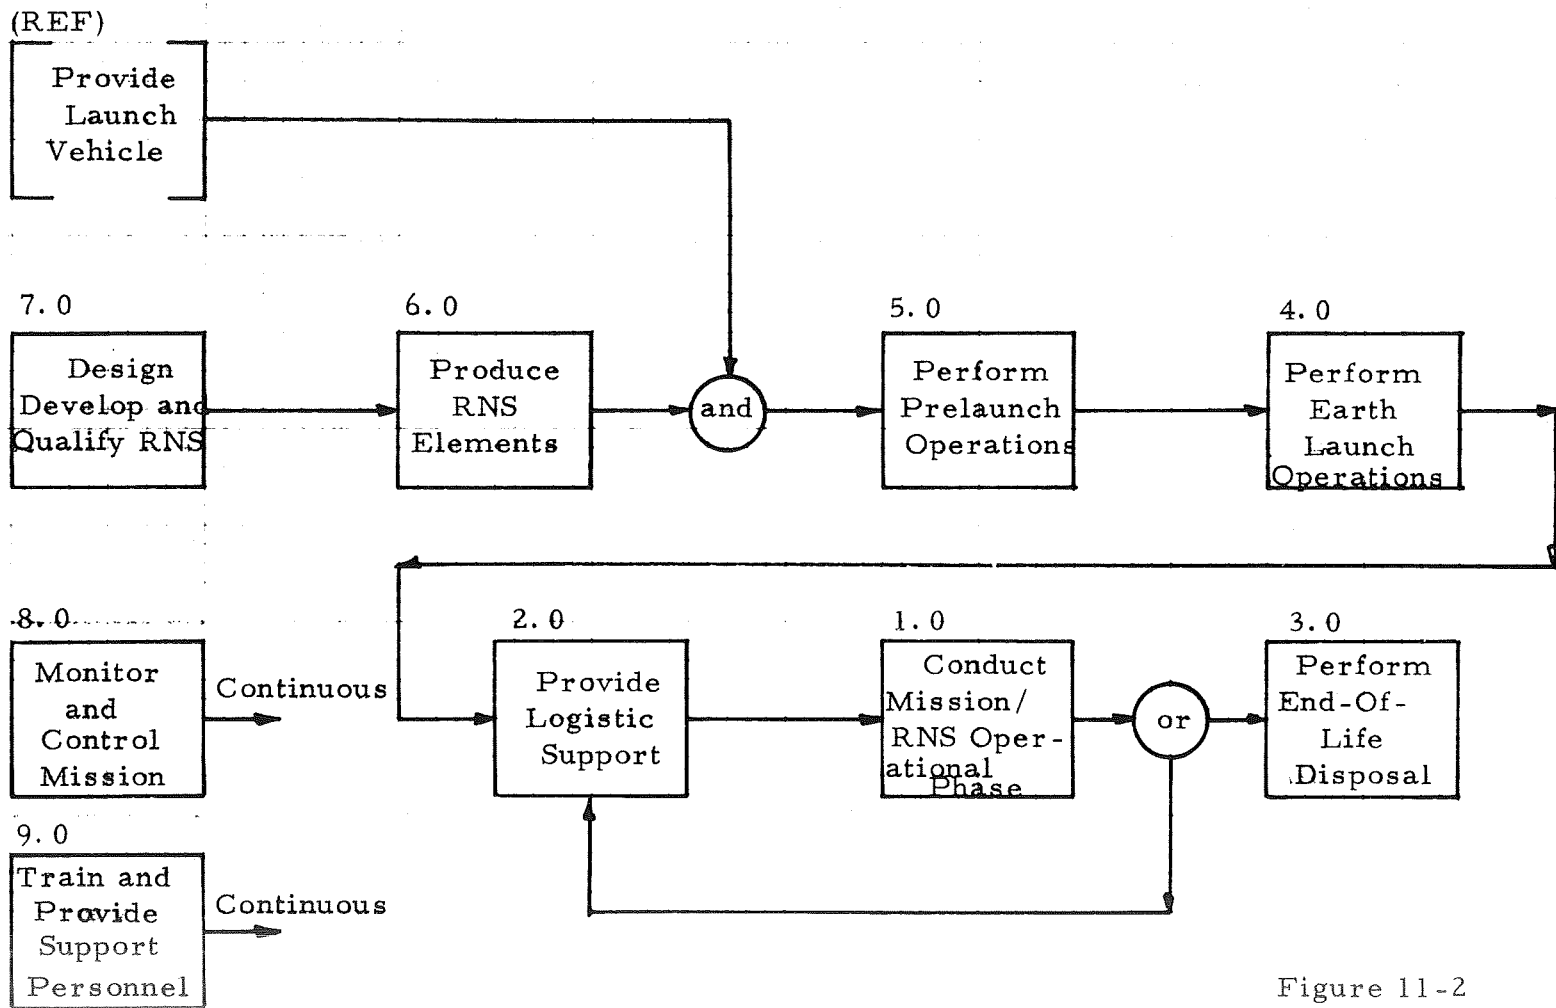 (REF)
Provide
Launch
Vehicle
7.0
Design
Develop and
Qualify RNS
6.0
Produce
RNS
Elements
and
5.0
Perform
Prelaunch
Operations
4.0
Perform
Earth
Launch
Operations
8.0
Monitor
and
Control
Mission
Continuous
2.0
Provide
Logistic
Support
1.0
Conduct
Mission/
RNS Oper-
ational
Phase
or
3.0
Perform
End-Of-
Life
Disposal
9.0
Train and
Provide
Support
Personnel
Continuous
Figure 11-2